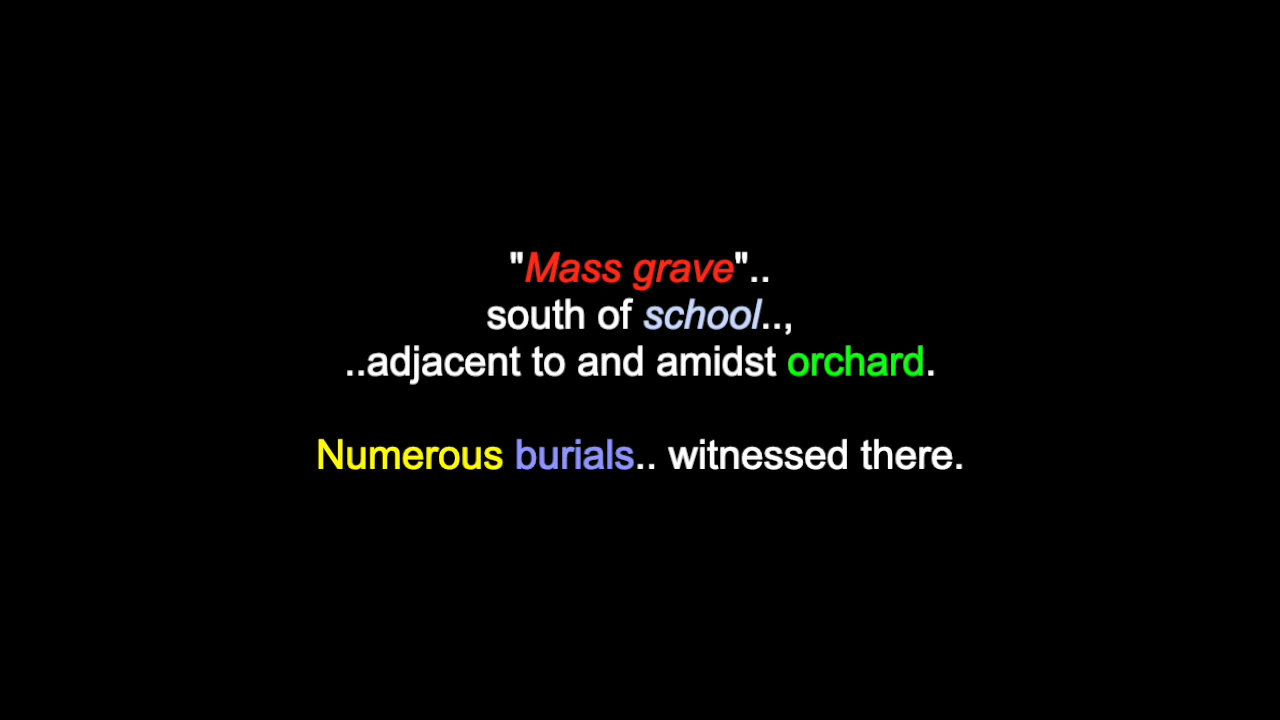 "Mass grave"..
south of school..,
..adjacent to and amidst orchard.
Numerous burials.. witnessed there.